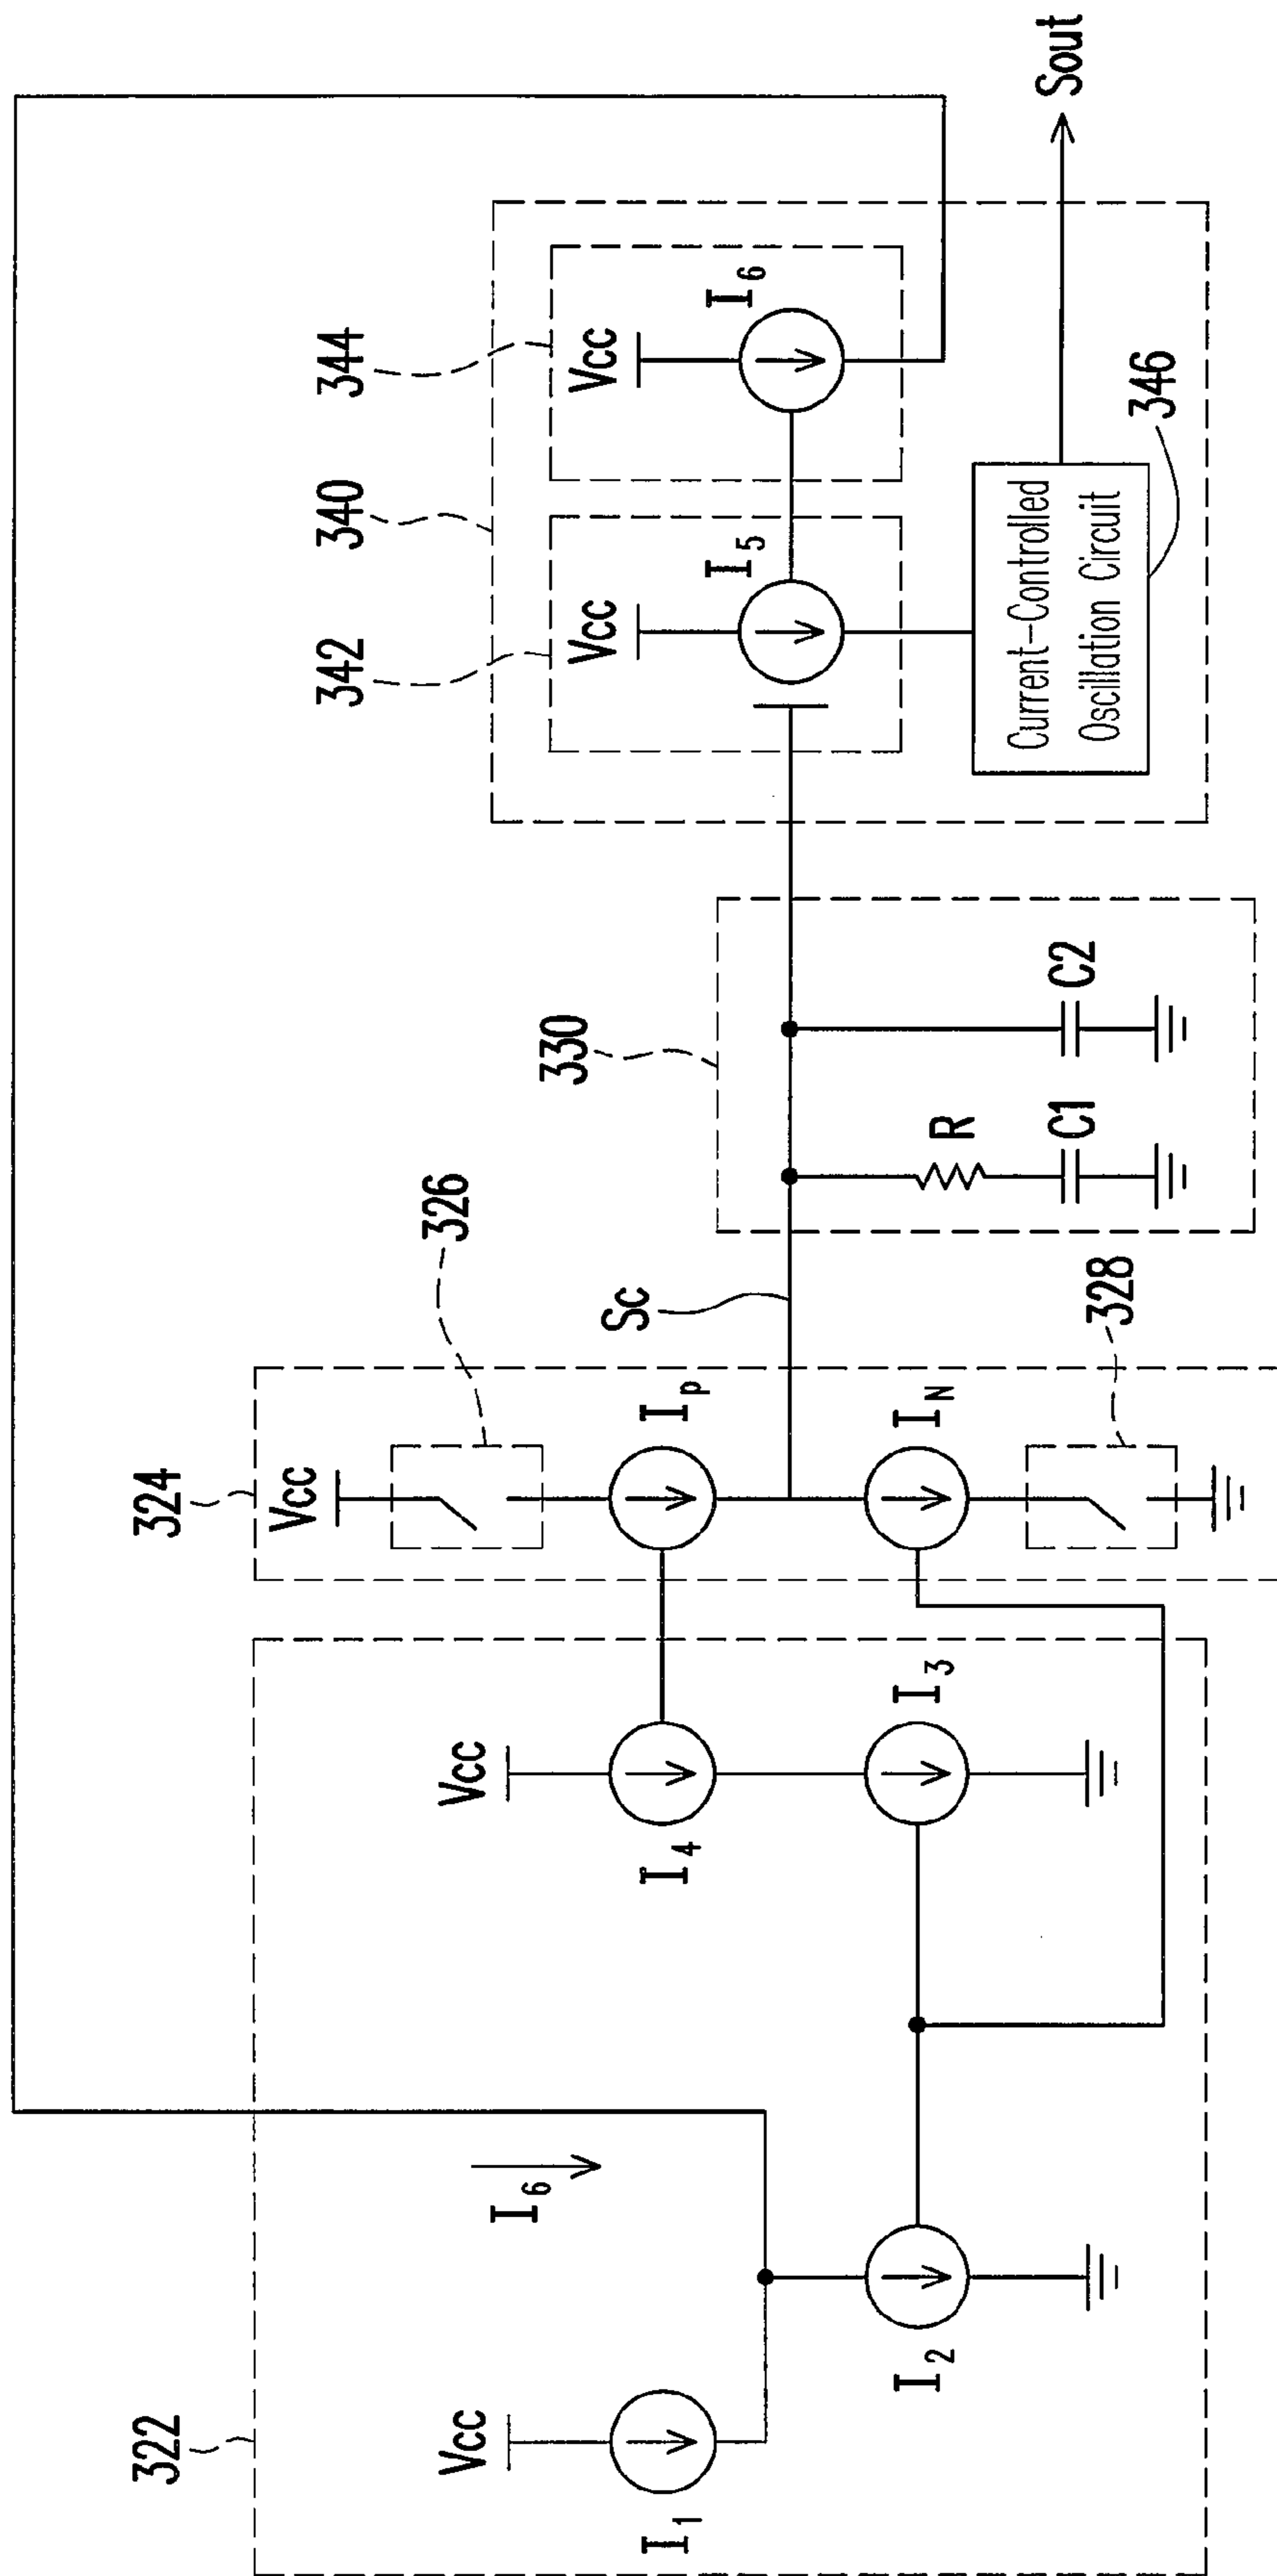 322
Vcc
I1
I6
I2
Vcc
I4
I3
324
Vcc
326
Ip
IN
328
Sc
330
R
C1
C2
340
342
Vcc
I5
344
Vcc
I6
Current-Controlled
Oscillation Circuit
346
Sout